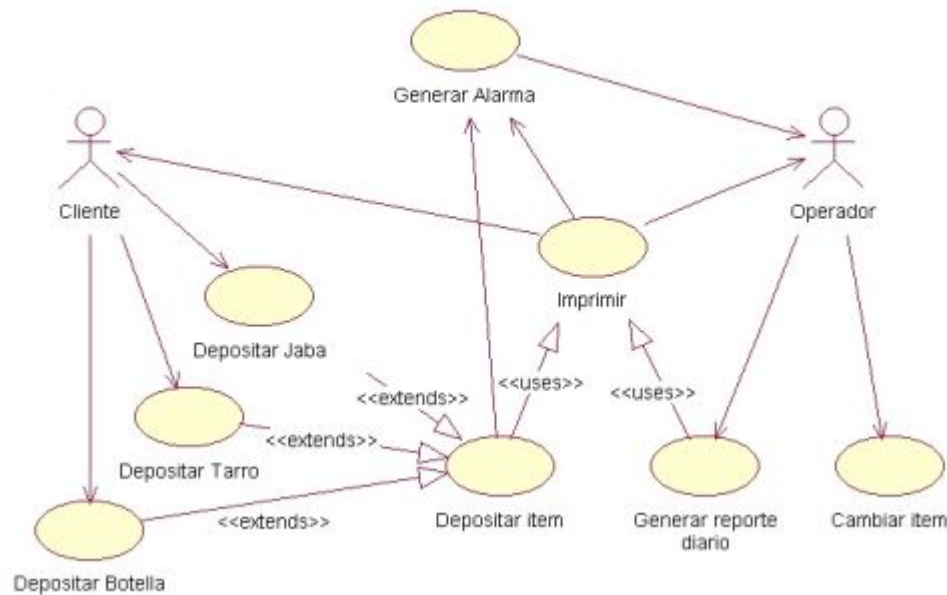 Generar Alarma
Cliente
Operador
Imprimir
Depositar Jaba
<<extends>>
<<uses>>
<<uses>>
<<extends>>
Depositar Tarro
<<extends>>
Depositar item
Generar reporte
diario
Cambiar item
Depositar Botella